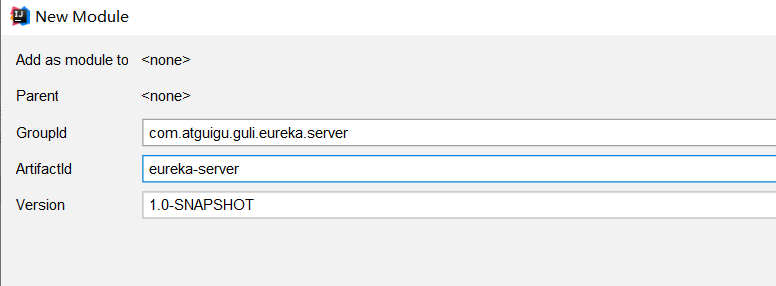 New Module
Add as module to <none>
Parent <none>
GroupId com.atguigu.guli.eureka.server
ArtifactId eureka-server
Version 1.0-SNAPSHOT